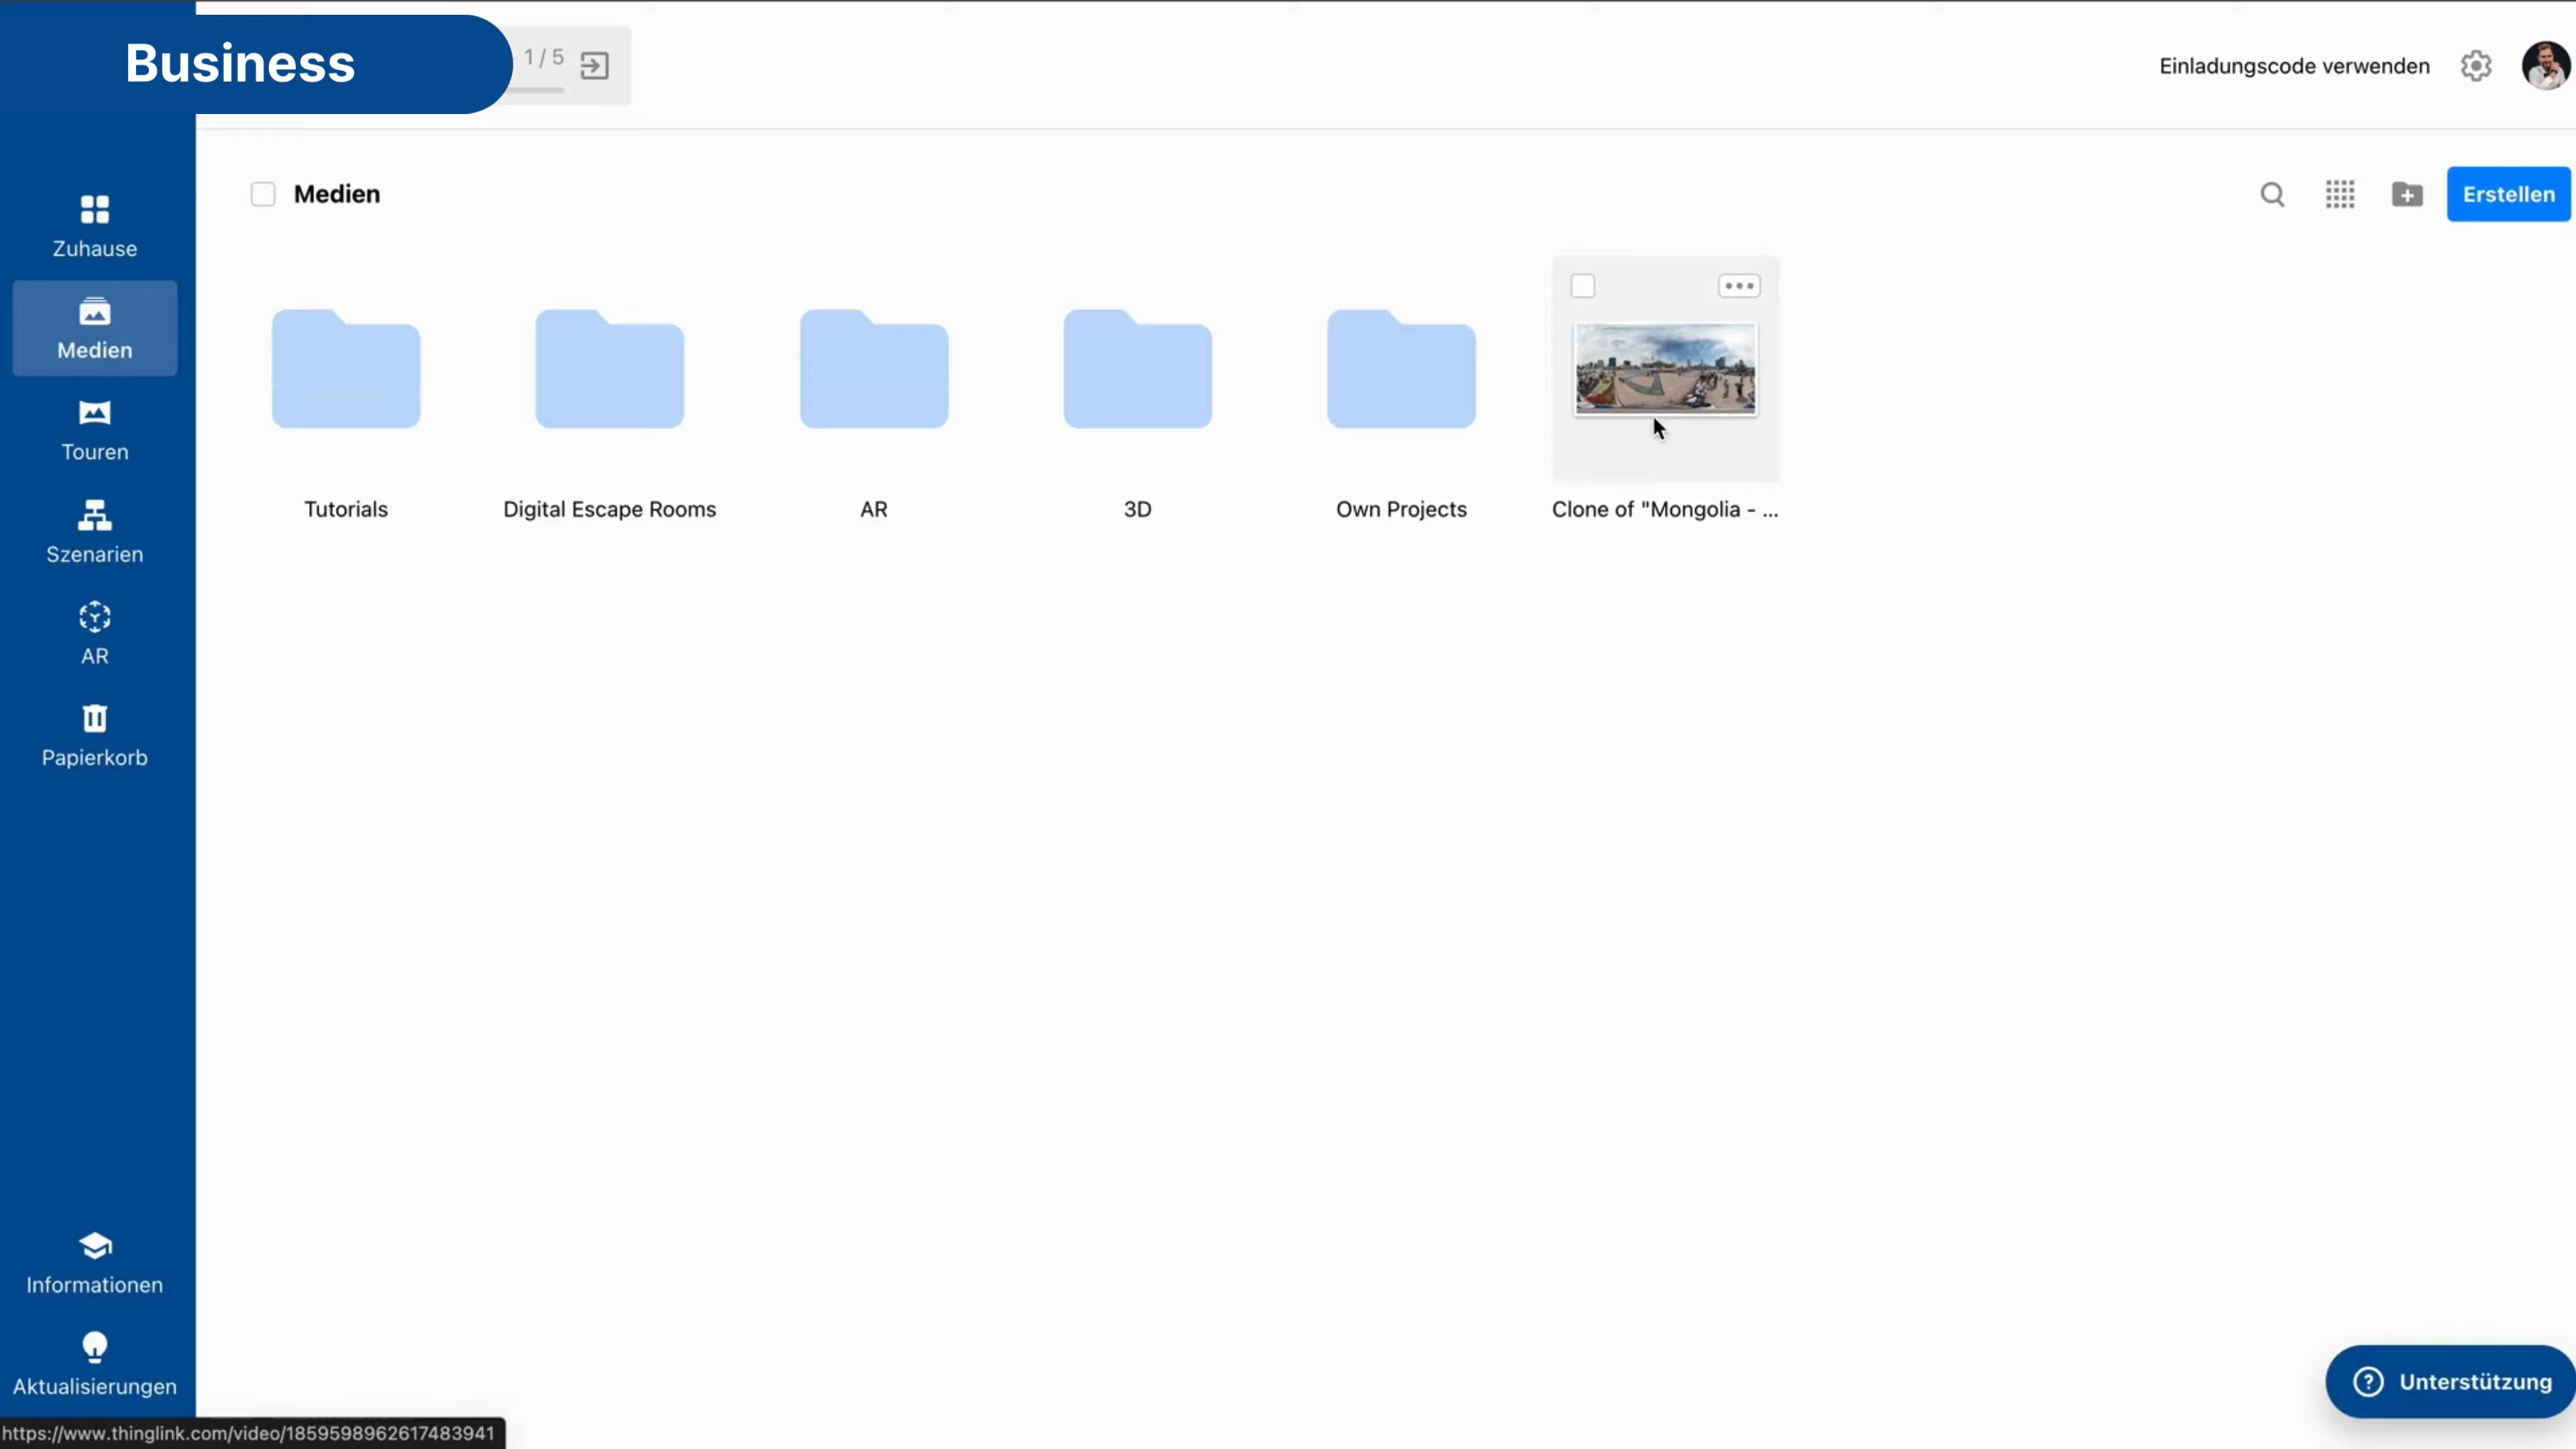 Business
1 / 5
Einladungscode verwenden
Medien
Erstellen
Zuhause
Medien
Touren
Szenarien
AR
Papierkorb
Tutorials
Digital Escape Rooms
AR
3D
Own Projects
Clone of "Mongolia - ...
Informationen
Aktualisierungen
Unterstützung
https://www.thinglink.com/video/1859598962617483941